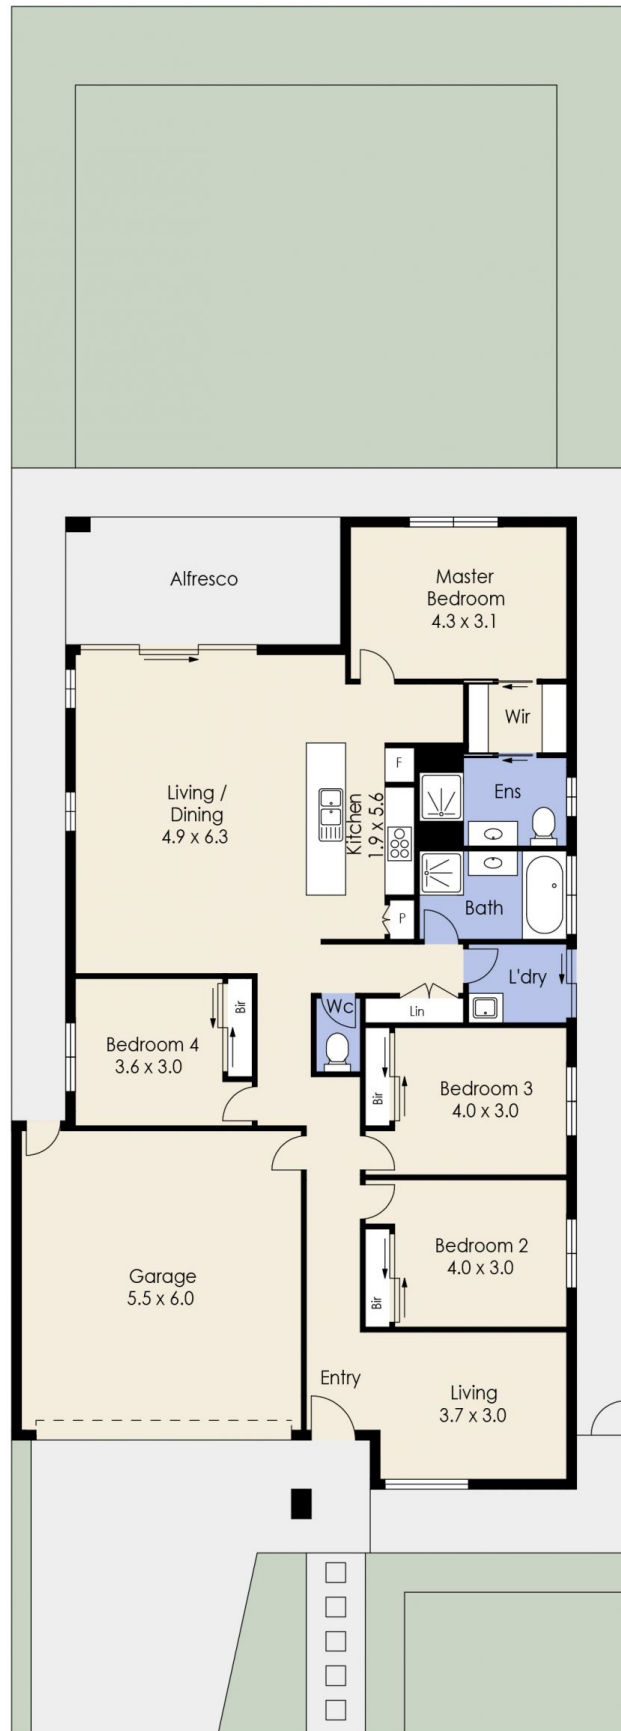 Alfresco
Master
Bedroom
4.3 x 3.1
Wir
F
Ens
Living /
Dining
4.9 x 6.3
Kitchen
1.9 x 5.6
P
Bath
L'dry
Wc
Lin
Bir
Bedroom 4
3.6 x 3.0
Bir
Bedroom 3
4.0 x 3.0
Bedroom 2
4.0 x 3.0
Bir
Garage
5.5 x 6.0
Entry
Living
3.7 x 3.0